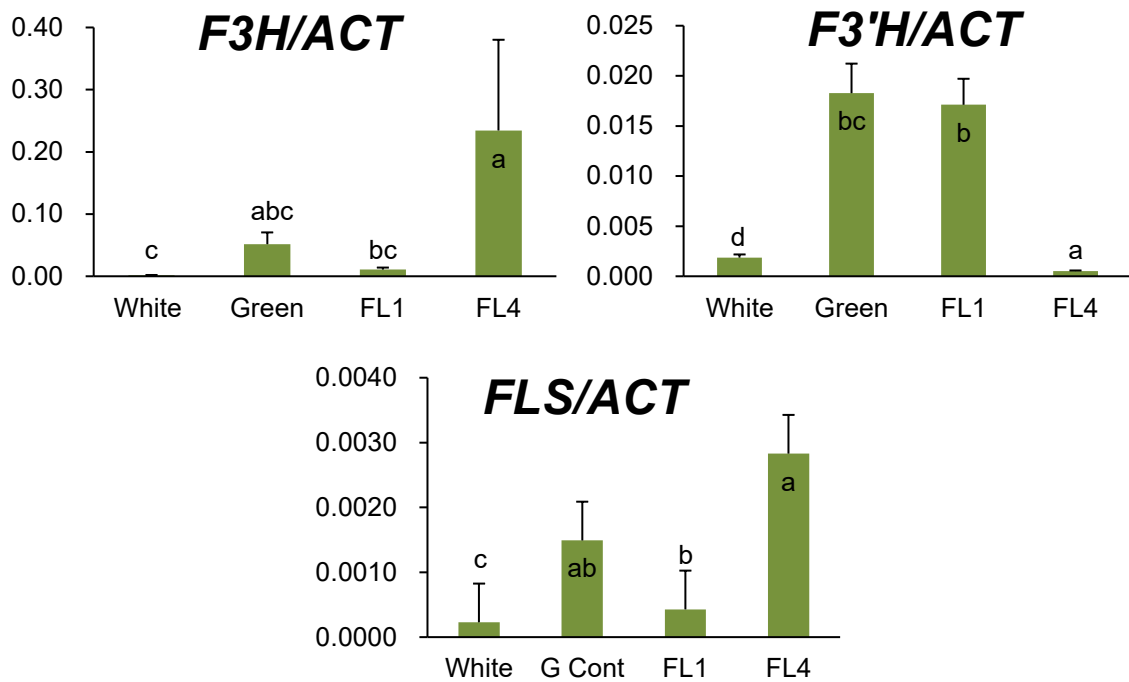 F3H/ACT
0.40
0.30
0.20
0.10
0.00
c
abc
bc
a
White Green FL1 FL4
F3'H/ACT
0.025
0.020
0.015
0.010
0.005
0.000
d
bc
b
a
White Green FL1 FL4
FLS/ACT
0.0040
0.0030
0.0020
0.0010
0.0000
c
ab
b
a
White G Cont FL1 FL4